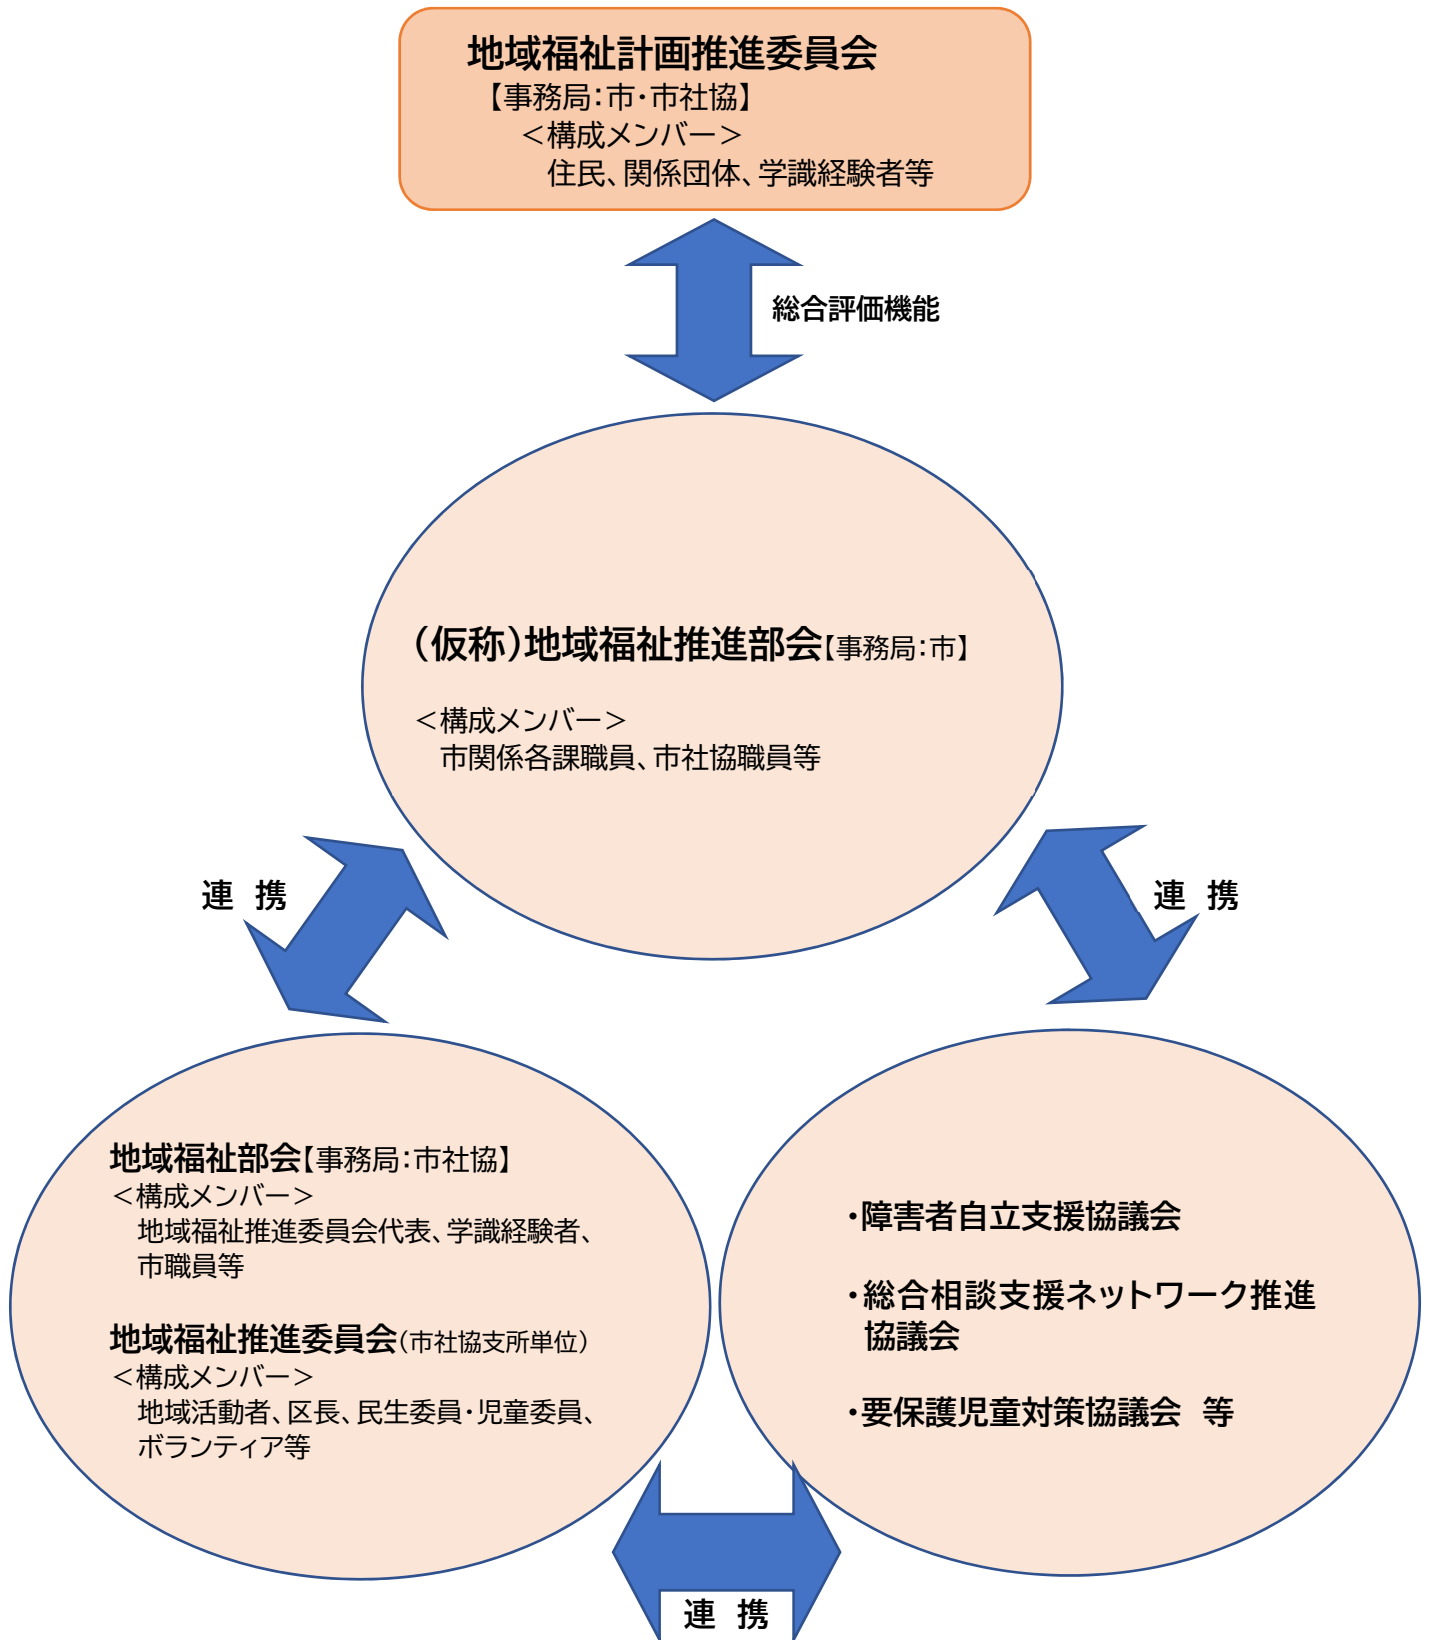 地域福祉計画推進委員会
【事務局：市・市社協】
＜構成メンバー＞
住民、関係団体、学識経験者等
総合評価機能
（仮称）地域福祉推進部会【事務局：市】
＜構成メンバー＞
市関係各課職員、市社協職員等
連　携
連　携
地域福祉部会【事務局：市社協】
＜構成メンバー＞
地域福祉推進委員会代表、学識経験者、
市職員等
地域福祉推進委員会（市社協支所単位）
＜構成メンバー＞
地域活動者、区長、民生委員・児童委員、
ボランティア等
・障害者自立支援協議会
・総合相談支援ネットワーク推進
協議会
・要保護児童対策協議会　等
連　携